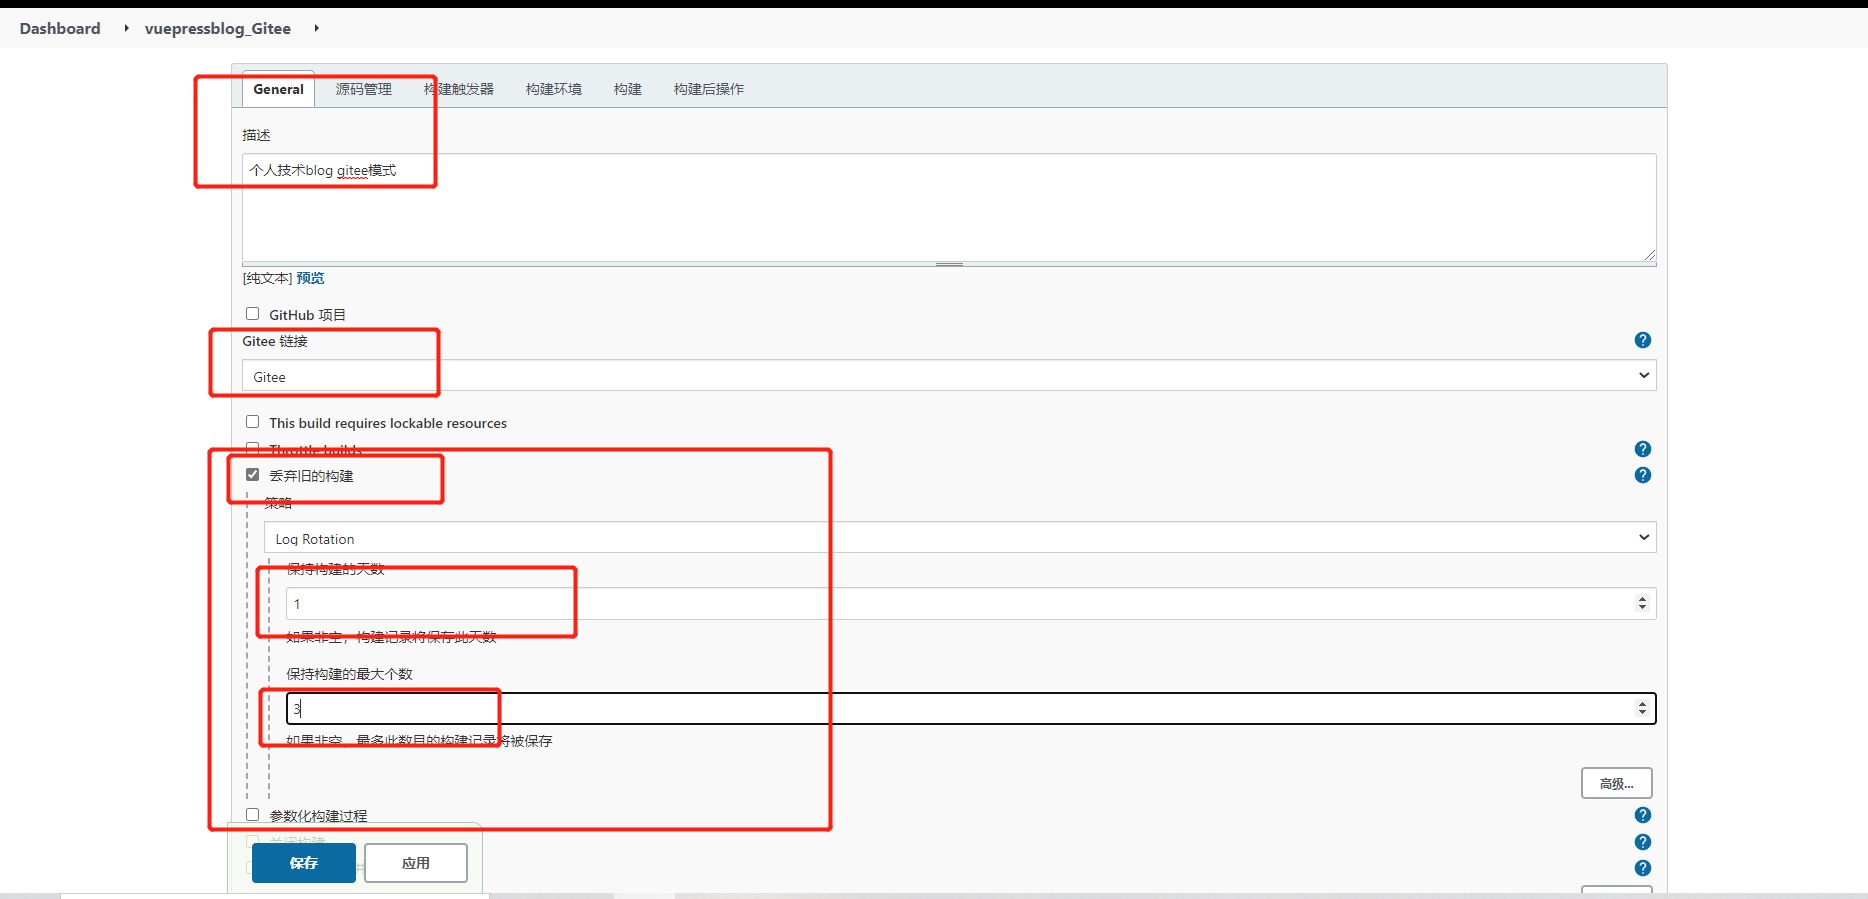 Dashboard vuepressblog_Gitee
General 源码管理 构建触发器 构建环境 构建 构建后操作
描述
个人技术blog gitee模式
[纯文本] 预览
GitHub 项目
Gitee 链接
Gitee
This build requires lockable resources
Throttle builds
丢弃旧的构建
策略
Log Rotation
保持构建的天数
1
如果非空，构建记录将保存此天数
保持构建的最大个数
3
如果非空，最多此数目的构建记录将被保存
高级...
参数化构建过程
关闭构建
保存 应用